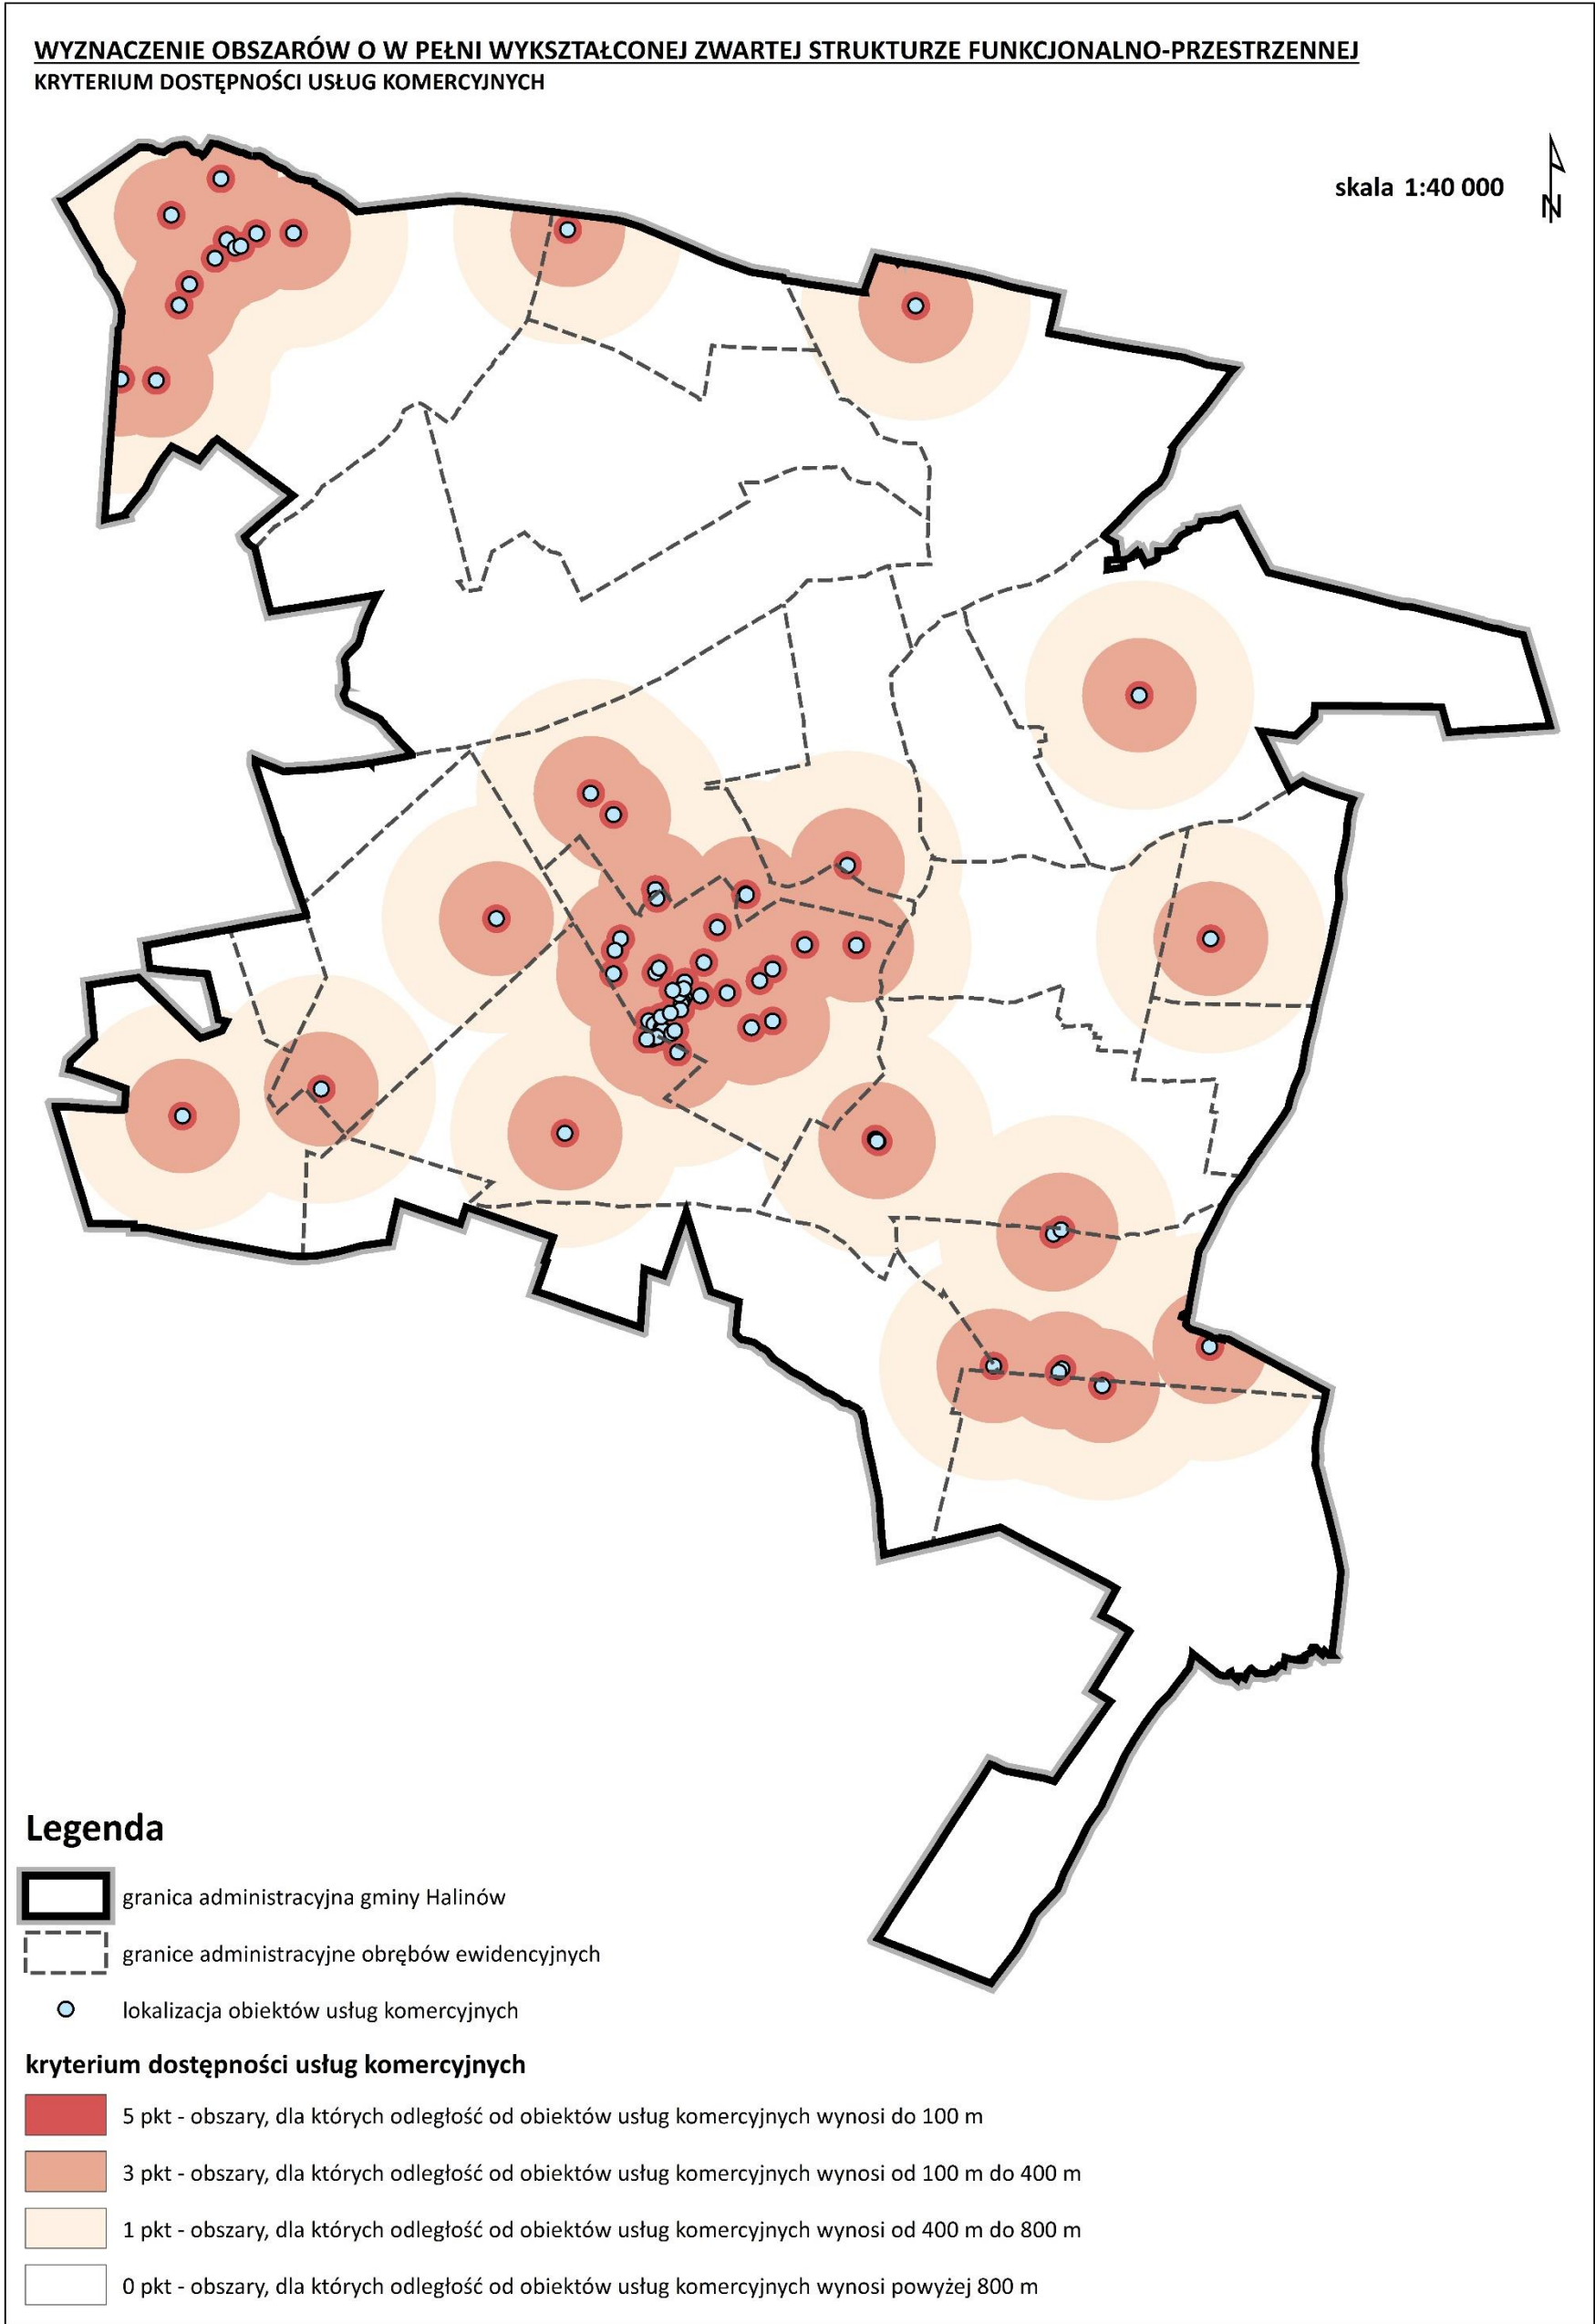 WYZNACZENIE OBSZARÓW O W PEŁNI WYKSZTAŁCONEJ ZWARTEJ STRUKTURZE FUNKCJONALNO-PRZESTRZENNEJ
KRYTERIUM DOSTĘPNOŚCI USŁUG KOMERCYJNYCH
skala 1:40 000
N
Legenda
granica administracyjna gminy Halinów
granice administracyjne obrębów ewidencyjnych
lokalizacja obiektów usług komercyjnych
kryterium dostępności usług komercyjnych
5 pkt - obszary, dla których odległość od obiektów usług komercyjnych wynosi do 100 m
3 pkt - obszary, dla których odległość od obiektów usług komercyjnych wynosi od 100 m do 400 m
1 pkt - obszary, dla których odległość od obiektów usług komercyjnych wynosi od 400 m do 800 m
0 pkt - obszary, dla których odległość od obiektów usług komercyjnych wynosi powyżej 800 m